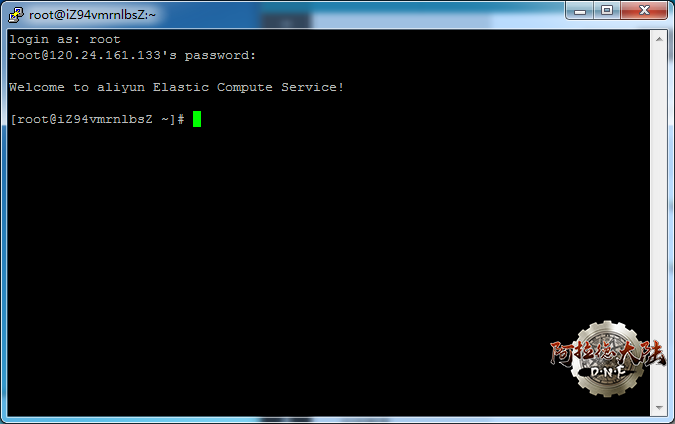 root@iZ94vmrnlbsZ:~
login as: root
root@120.24.161.133's password:
Welcome to aliyun Elastic Compute Service!
[root@iZ94vmrnlbsZ ~]#
阿拉德大陆
D·N·F